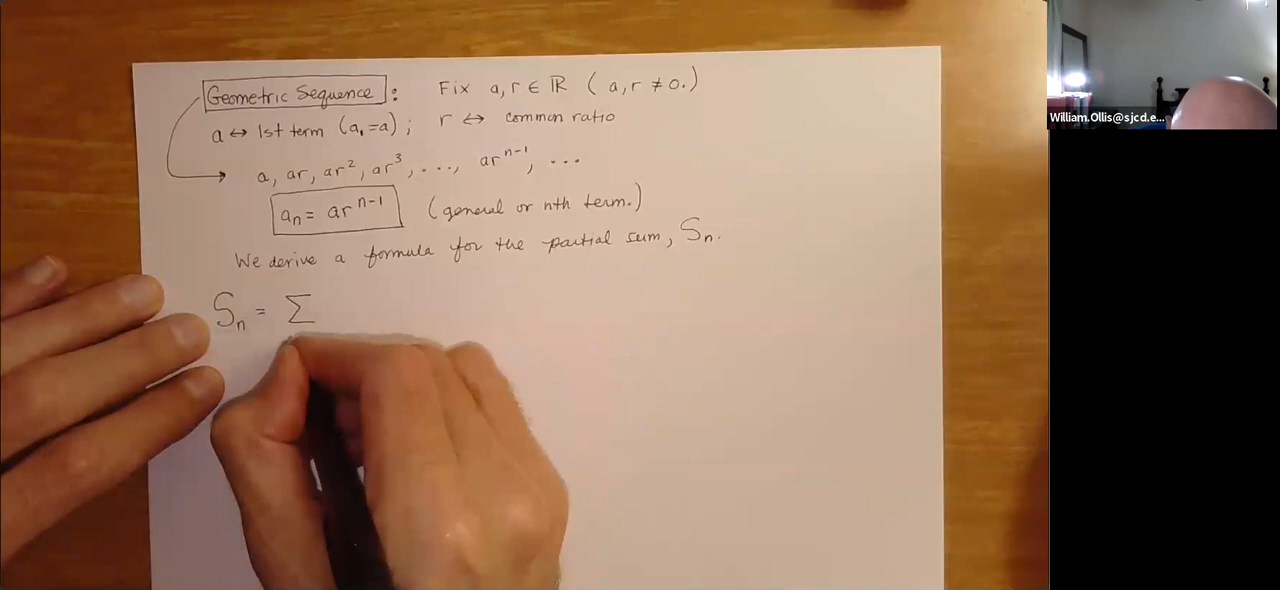 Geometric Sequence : Fix a, r ∈ ℝ ( a, r ≠ 0. )
a ↔ 1st term (a₁ = a) ; r ↔ common ratio
a, ar, ar², ar³, ..., arⁿ⁻¹, ...
aₙ = arⁿ⁻¹ (general or nth term.)
We derive a formula for the partial sum, Sₙ.
Sₙ = Σ
William.Ollis@sjcd.e...